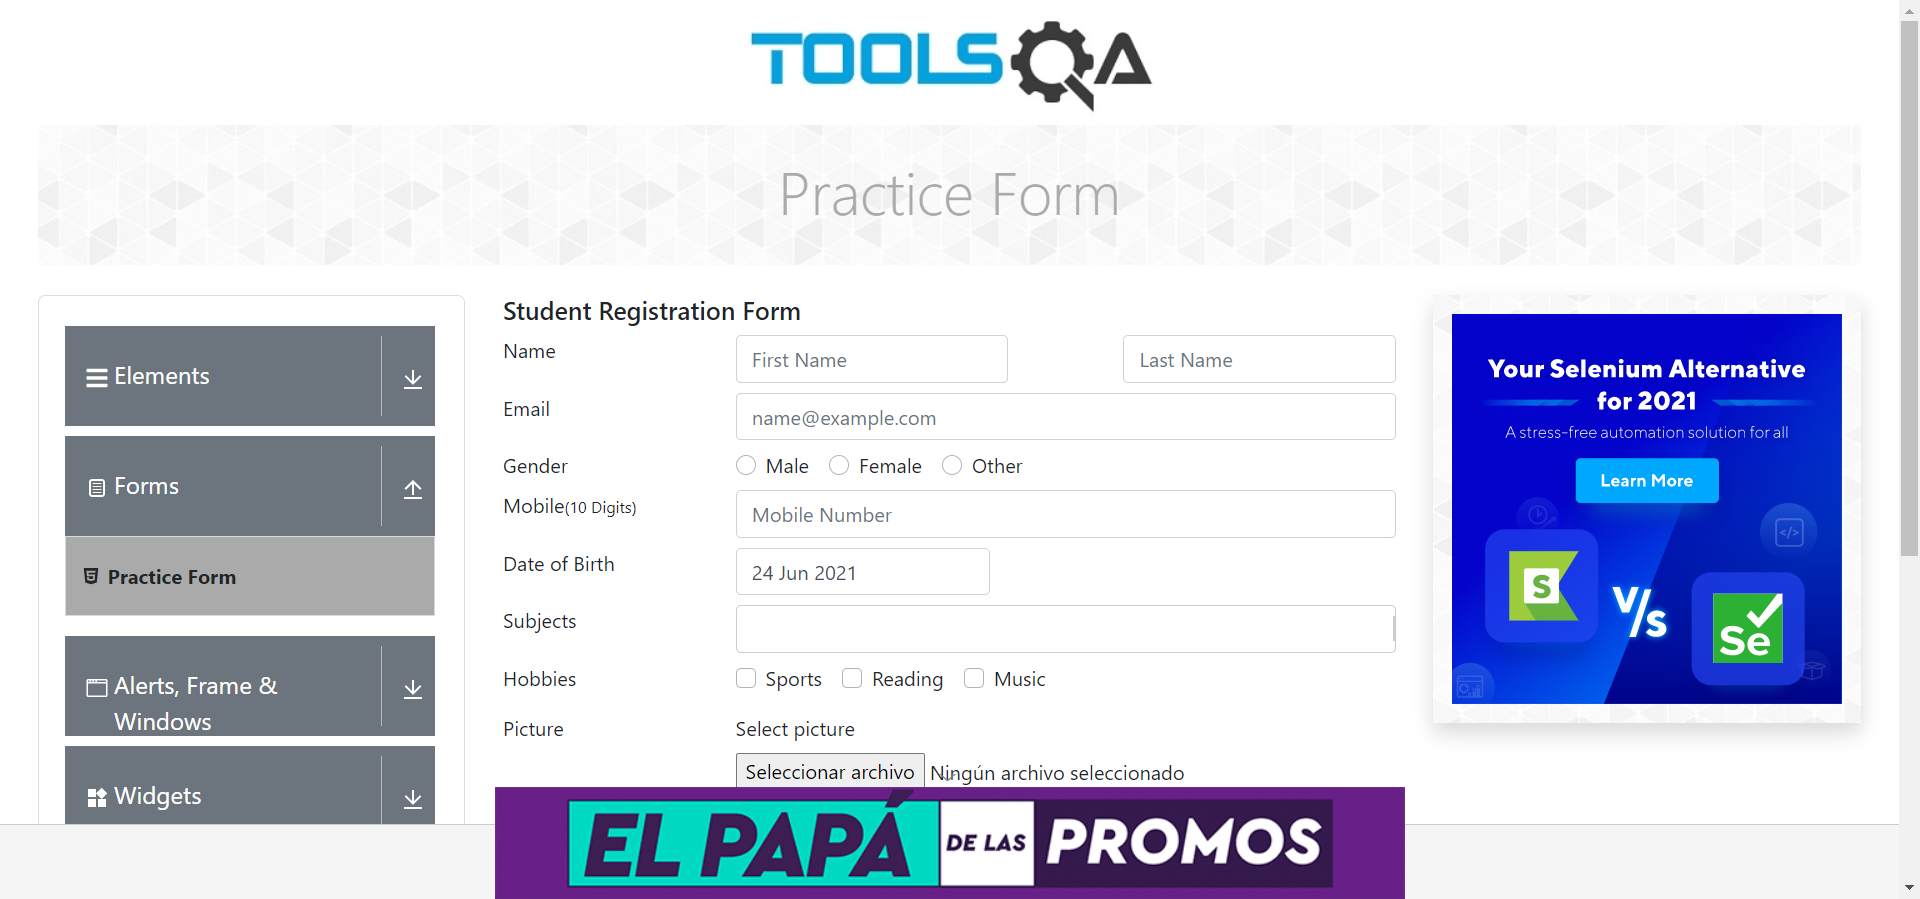 TOOLSQA
Practice Form
Elements
Forms
Practice Form
Alerts, Frame &
Windows
Widgets
Student Registration Form
Name
First Name
Last Name
Email
name@example.com
Gender
Male
Female
Other
Mobile(10 Digits)
Mobile Number
Date of Birth
24 Jun 2021
Subjects
Hobbies
Sports
Reading
Music
Picture
Select picture
Seleccionar archivo
Ningún archivo seleccionado
Your Selenium Alternative
for 2021
A stress-free automation solution for all
Learn More
</>
S
V/s
Se
EL PAPÁ
DE LAS
PROMOS